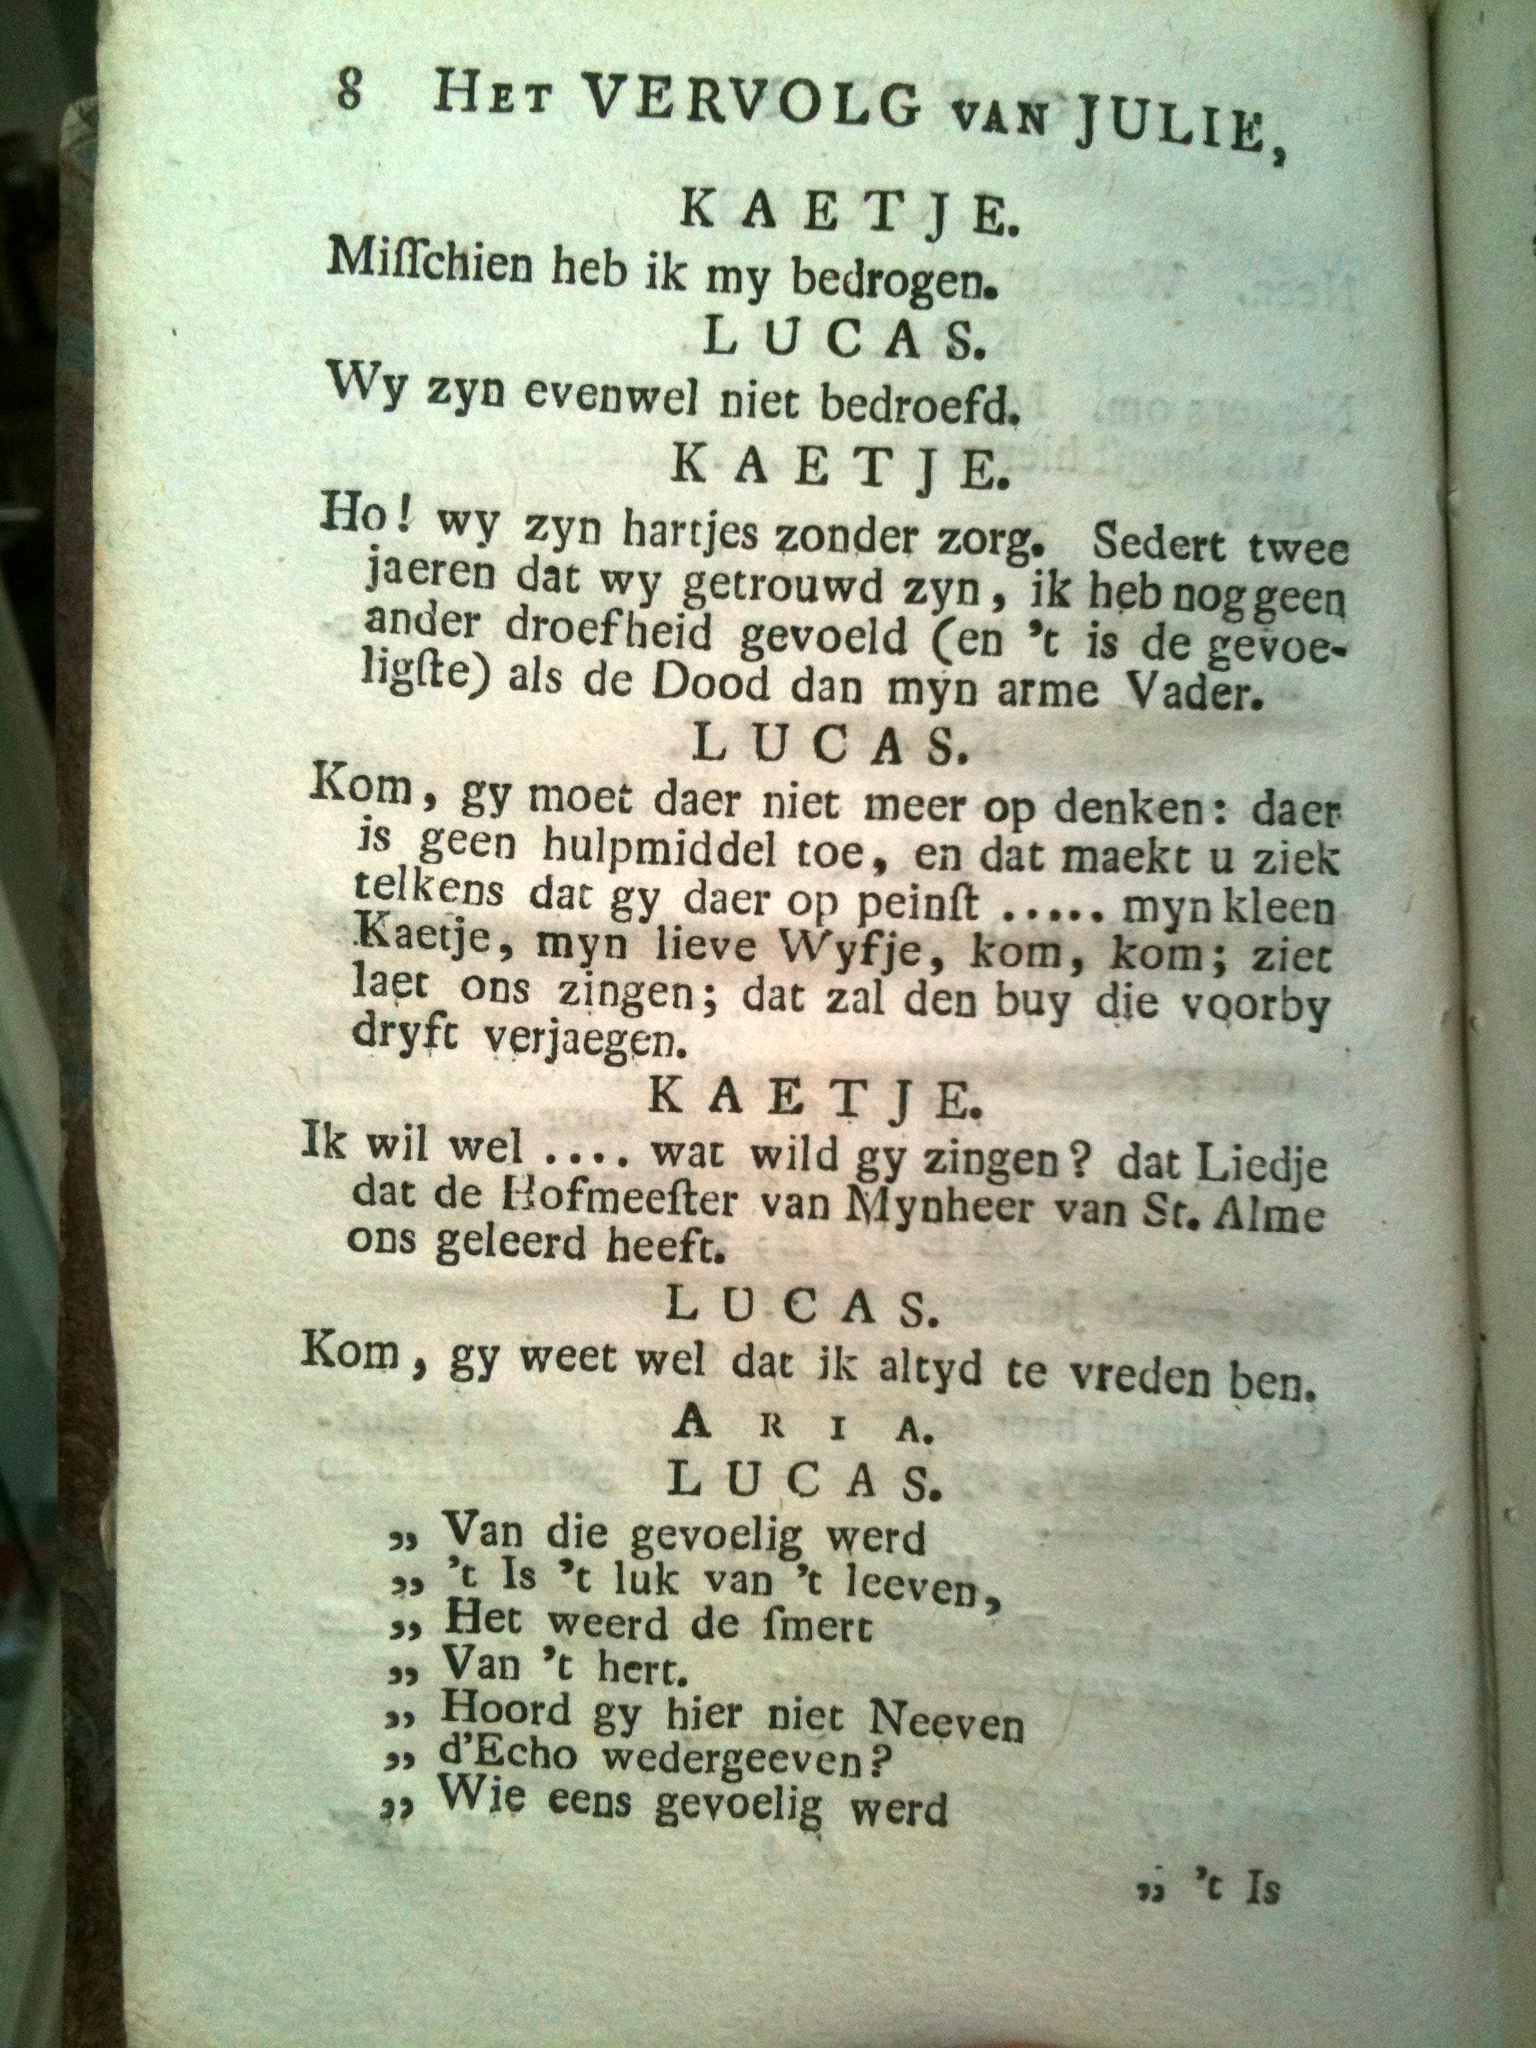 8 HET VERVOLG VAN JULIE,
KAETJE.
Miſſchien heb ik my bedrogen.
LUCAS.
Wy zyn evenwel niet bedroefd.
KAETJE.
Ho! wy zyn hartjes zonder zorg. Sedert twee
jaeren dat wy getrouwd zyn, ik heb nog geen
ander droefheid gevoeld (en 't is de gevoe-
ligſte) als de Dood dan myn arme Vader.
LUCAS.
Kom, gy moet daer niet meer op denken: daer
is geen hulpmiddel toe, en dat maekt u ziek
telkens dat gy daer op peinſt ..... myn kleen
Kaetje, myn lieve Wyfje, kom, kom; ziet
laet ons zingen; dat zal den buy die voorby
dryft verjaegen.
KAETJE.
Ik wil wel .... wat wild gy zingen? dat Liedje
dat de Hofmeeſter van Mynheer van St. Alme
ons geleerd heeft.
LUCAS.
Kom, gy weet wel dat ik altyd te vreden ben.
ARIA.
LUCAS.
„ Van die gevoelig werd
„ 't Is 't luk van 't leeven,
„ Het weerd de ſmert
„ Van 't hert.
„ Hoord gy hier niet Neeven
„ d'Echo wedergeeven?
„ Wie eens gevoelig werd
„ 't Is